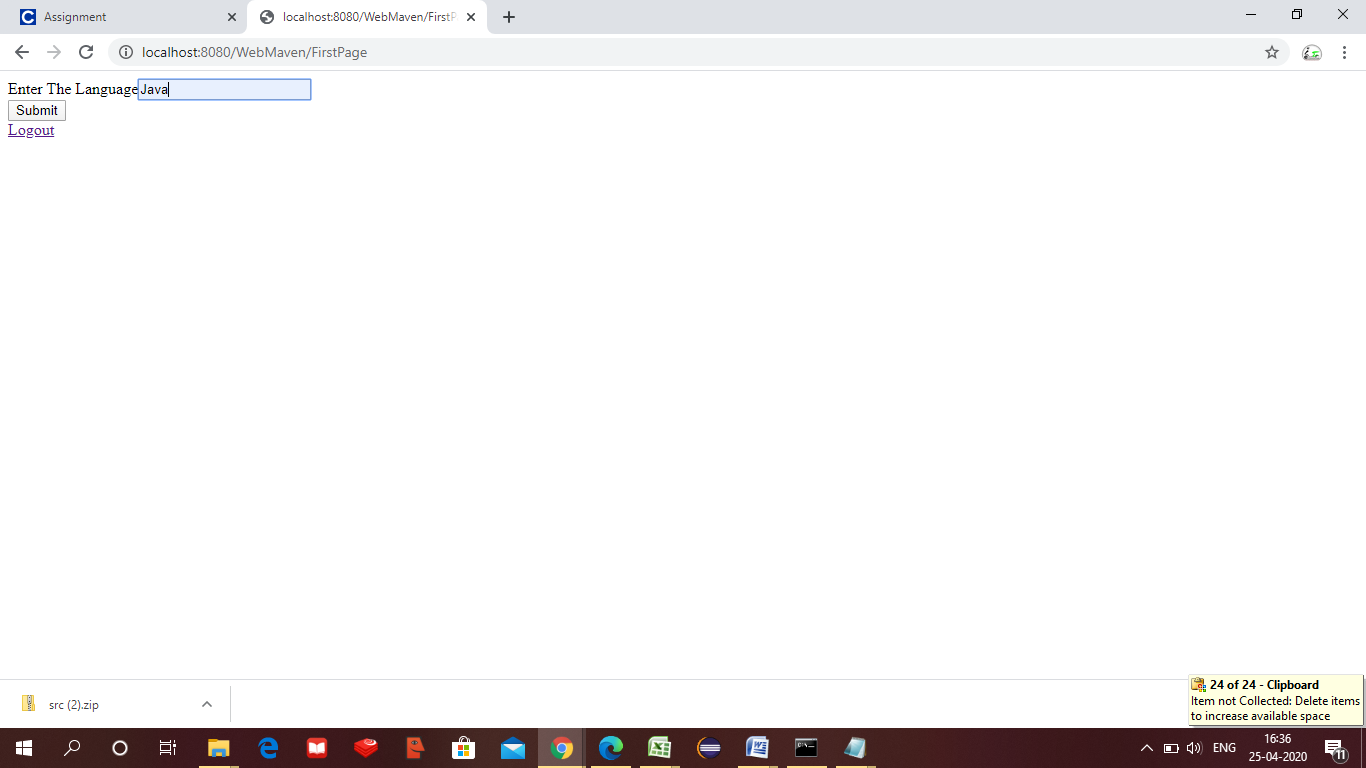 Assignment
localhost:8080/WebMaven/FirstP
localhost:8080/WebMaven/FirstPage
Enter The Language Java
Submit
Logout
src (2).zip
24 of 24 - Clipboard
Item not Collected: Delete items
to increase available space
ENG
16:36
25-04-2020
11